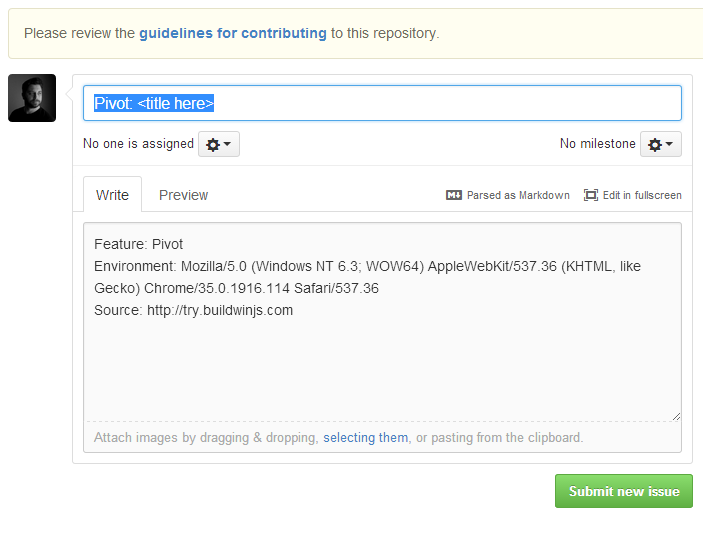 Please review the guidelines for contributing to this repository.
Pivot: <title here>
No one is assigned
No milestone
Write Preview
M↓ Parsed as Markdown
Edit in fullscreen
Feature: Pivot
Environment: Mozilla/5.0 (Windows NT 6.3; WOW64) AppleWebKit/537.36 (KHTML, like
Gecko) Chrome/35.0.1916.114 Safari/537.36
Source: http://try.buildwinjs.com
Attach images by dragging & dropping, selecting them, or pasting from the clipboard.
Submit new issue